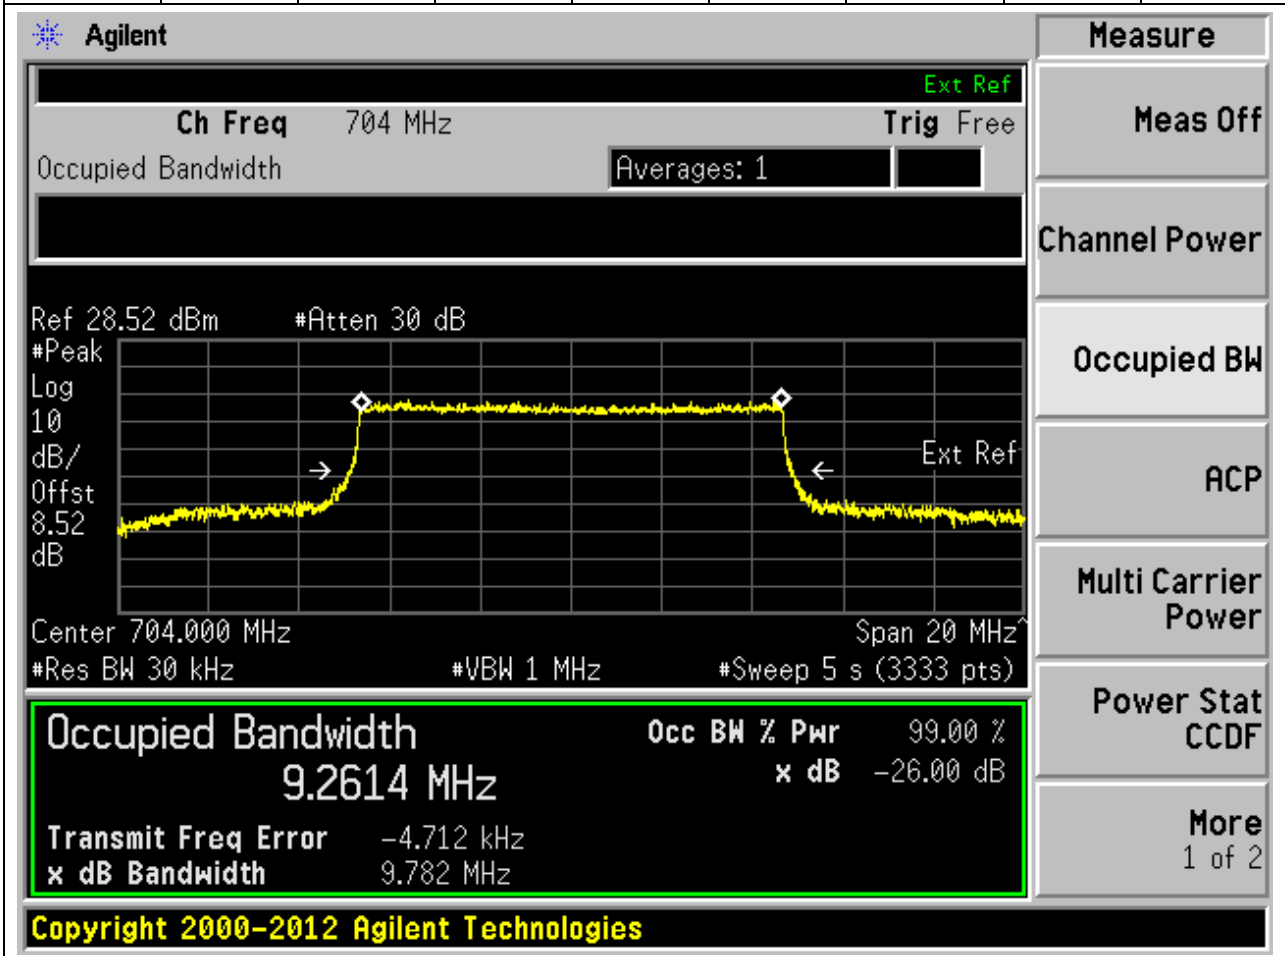 Agilent
Measure
Ext Ref
Ch Freq 704 MHz Trig Free
Meas Off
Occupied Bandwidth Averages: 1
Channel Power
Ref 28.52 dBm #Atten 30 dB
#Peak
Log
10
dB/
Offst
8.52
dB
Ext Ref
Occupied BW
ACP
Multi Carrier
Power
Center 704.000 MHz Span 20 MHz^
#Res BW 30 kHz #VBW 1 MHz #Sweep 5 s (3333 pts)
Power Stat
CCDF
Occupied Bandwidth Occ BW % Pwr 99.00 %
9.2614 MHz x dB -26.00 dB
Transmit Freq Error -4.712 kHz
x dB Bandwidth 9.782 MHz
More
1 of 2
Copyright 2000-2012 Agilent Technologies